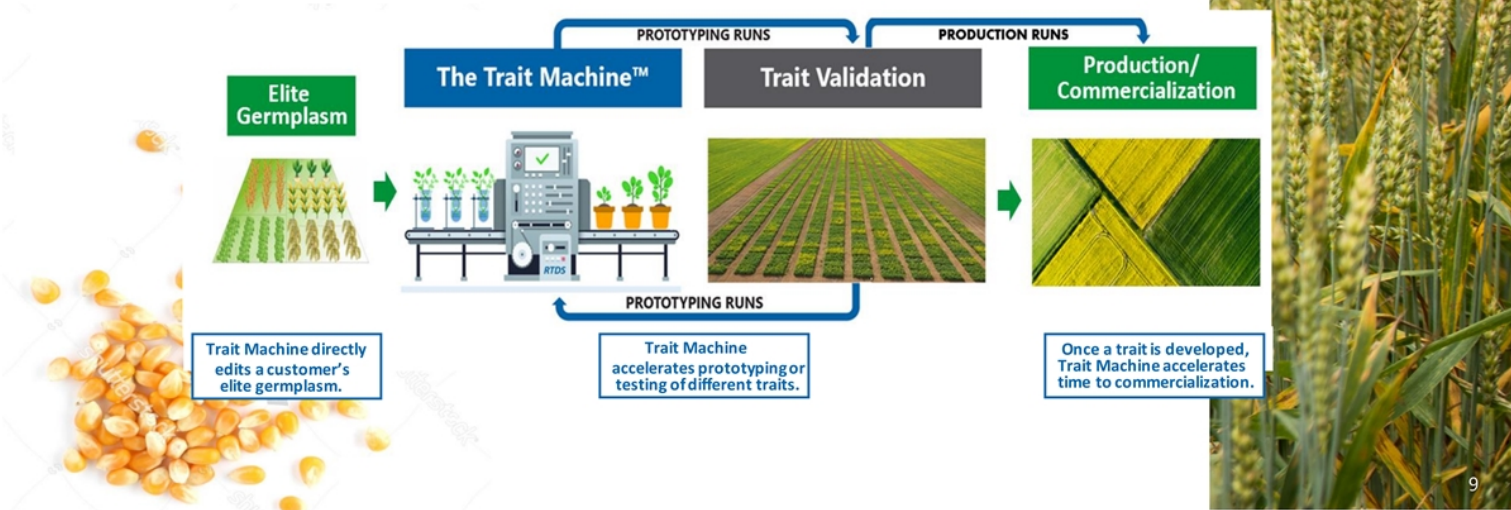 PROTOTYPING RUNS
PRODUCTION RUNS
Elite
Germplasm
The Trait Machine™
Trait Validation
Production/
Commercialization
RTDS
PROTOTYPING RUNS
Trait Machine directly
edits a customer's
elite germplasm.
Trait Machine
accelerates prototyping or
testing of different traits.
Once a trait is developed,
Trait Machine accelerates
time to commercialization.
9